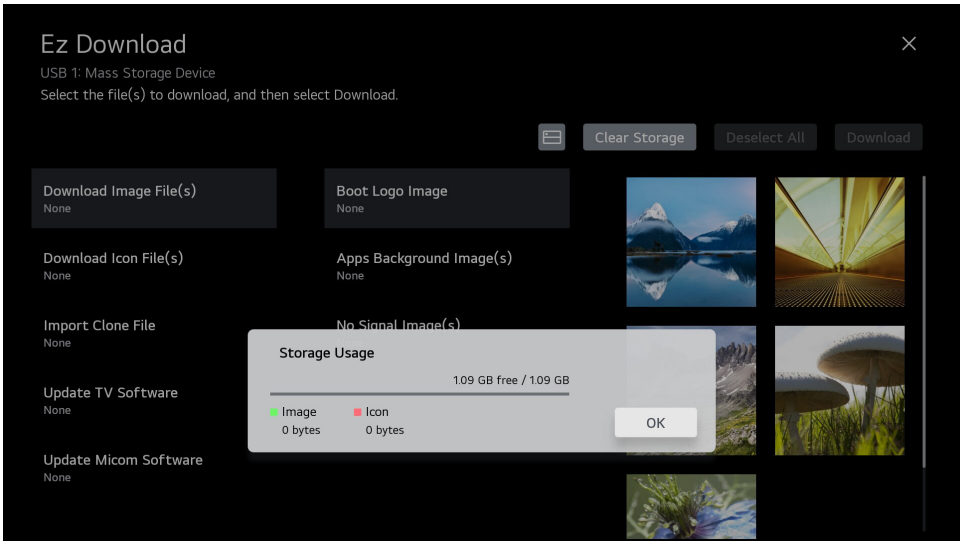 Ez Download
USB 1: Mass Storage Device
Select the file(s) to download, and then select Download.
Clear Storage
Deselect All
Download
Download Image File(s)
None
Download Icon File(s)
None
Import Clone File
None
Update TV Software
None
Update Micom Software
None
Boot Logo Image
None
Apps Background Image(s)
None
No Signal Image(s)
Storage Usage
1.09 GB free / 1.09 GB
Image
0 bytes
Icon
0 bytes
OK